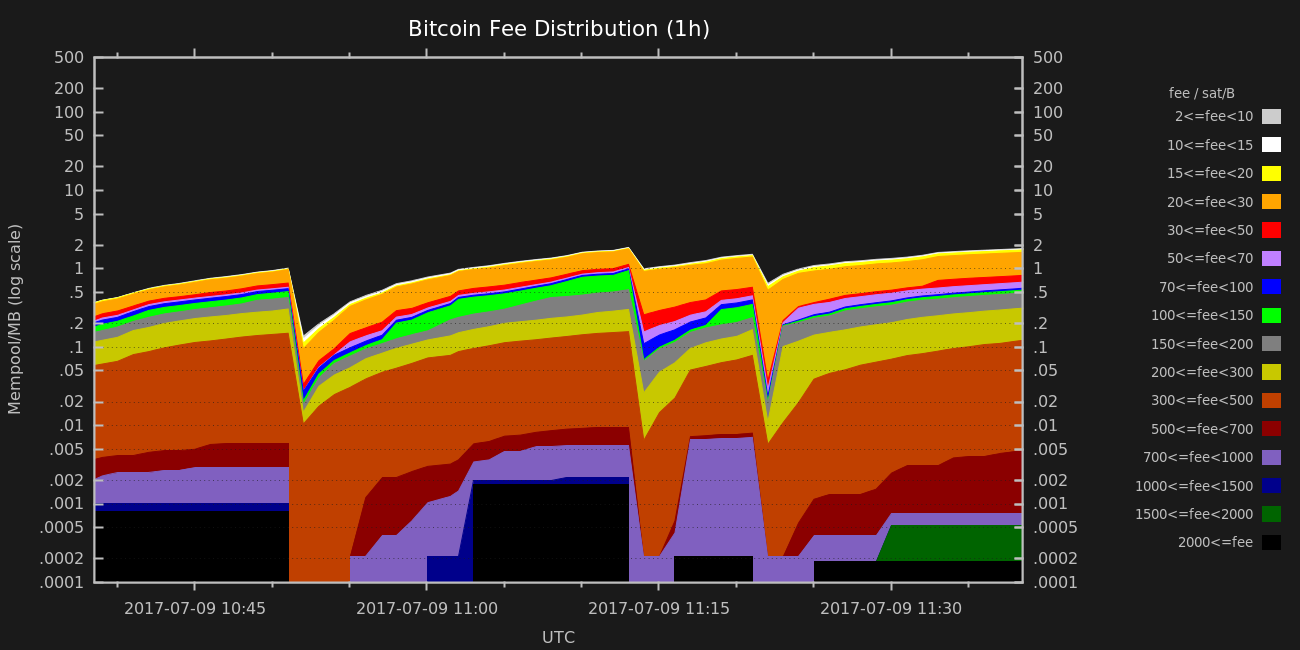 Bitcoin Fee Distribution (1h)
500 500
200 200
100 100
50 50
20 20
10 10
5 5
2 2
1 1
.5 .5
.2 .2
.1 .1
.05 .05
.02 .02
.01 .01
.005 .005
.002 .002
.001 .001
.0005 .0005
.0002 .0002
.0001 .0001
Mempool/MB (log scale)
2017-07-09 10:45 2017-07-09 11:00 2017-07-09 11:15 2017-07-09 11:30
UTC
fee / sat/B
2<=fee<10
10<=fee<15
15<=fee<20
20<=fee<30
30<=fee<50
50<=fee<70
70<=fee<100
100<=fee<150
150<=fee<200
200<=fee<300
300<=fee<500
500<=fee<700
700<=fee<1000
1000<=fee<1500
1500<=fee<2000
2000<=fee